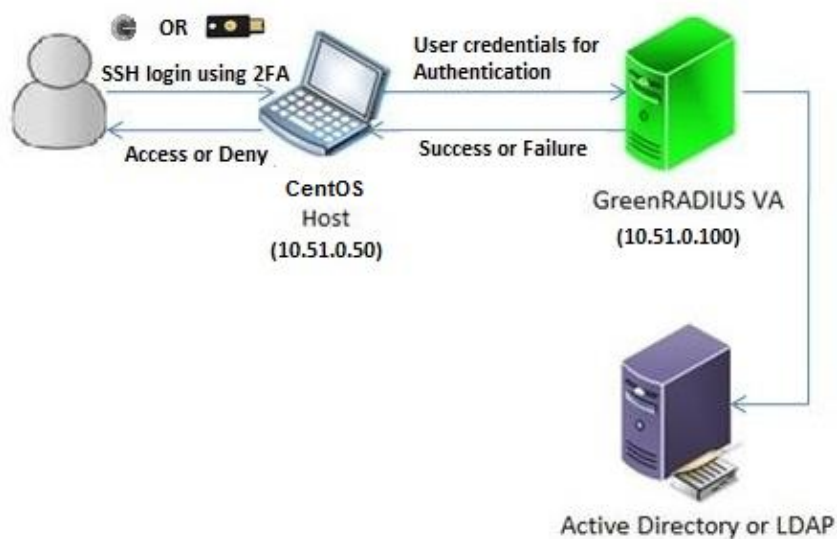 OR
SSH login using 2FA
Access or Deny
CentOS
Host
(10.51.0.50)
User credentials for
Authentication
Success or Failure
GreenRADIUS VA
(10.51.0.100)
Active Directory or LDAP